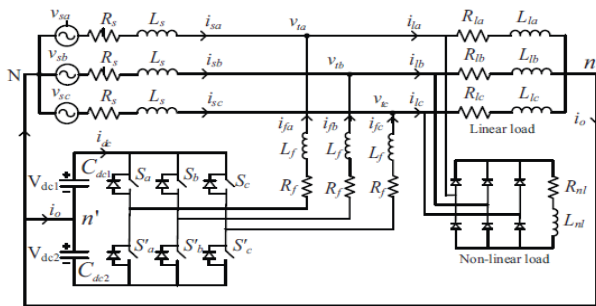 v_sa R_s L_s i_sa v_ta i_la R_la L_la
N v_sb R_s L_s i_sb v_tb i_lb R_lb L_lb n
v_sc R_s L_s i_sc v_tc i_lc R_lc L_lc
Linear load
i_o
i_dc i_fa i_fb i_fc
V_dc1 C_dc1 S_a S_b S_c L_f L_f L_f
R_f R_f R_f R_nl
i_o n'
L_nl
V_dc2 C_dc2 S'_a S'_b S'_c
Non-linear load